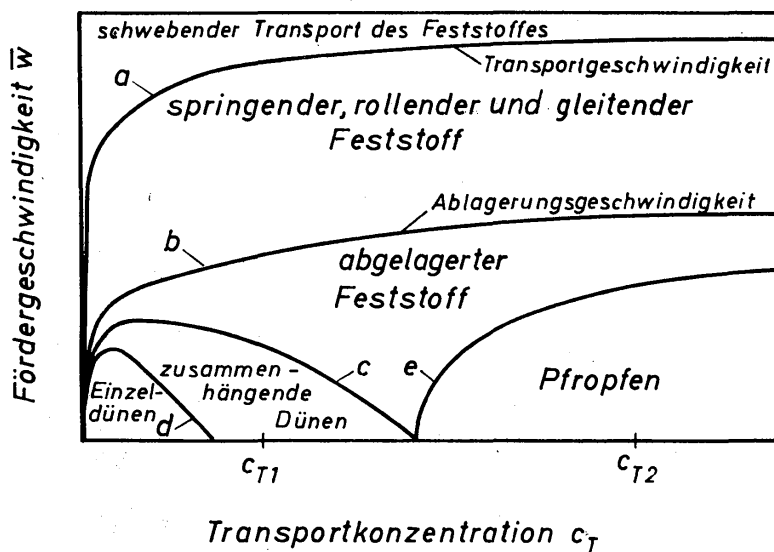 schwebender Transport des Feststoffes
a
Transportgeschwindigkeit
springender, rollender und gleitender
Feststoff
Ablagerungsgeschwindigkeit
b
abgelagerter
Feststoff
zusammen-
hängende
Dünen
c
e
Pfropfen
Einzel-
dünen
d
c_T1
c_T2
Fördergeschwindigkeit w̅
Transportkonzentration c_T